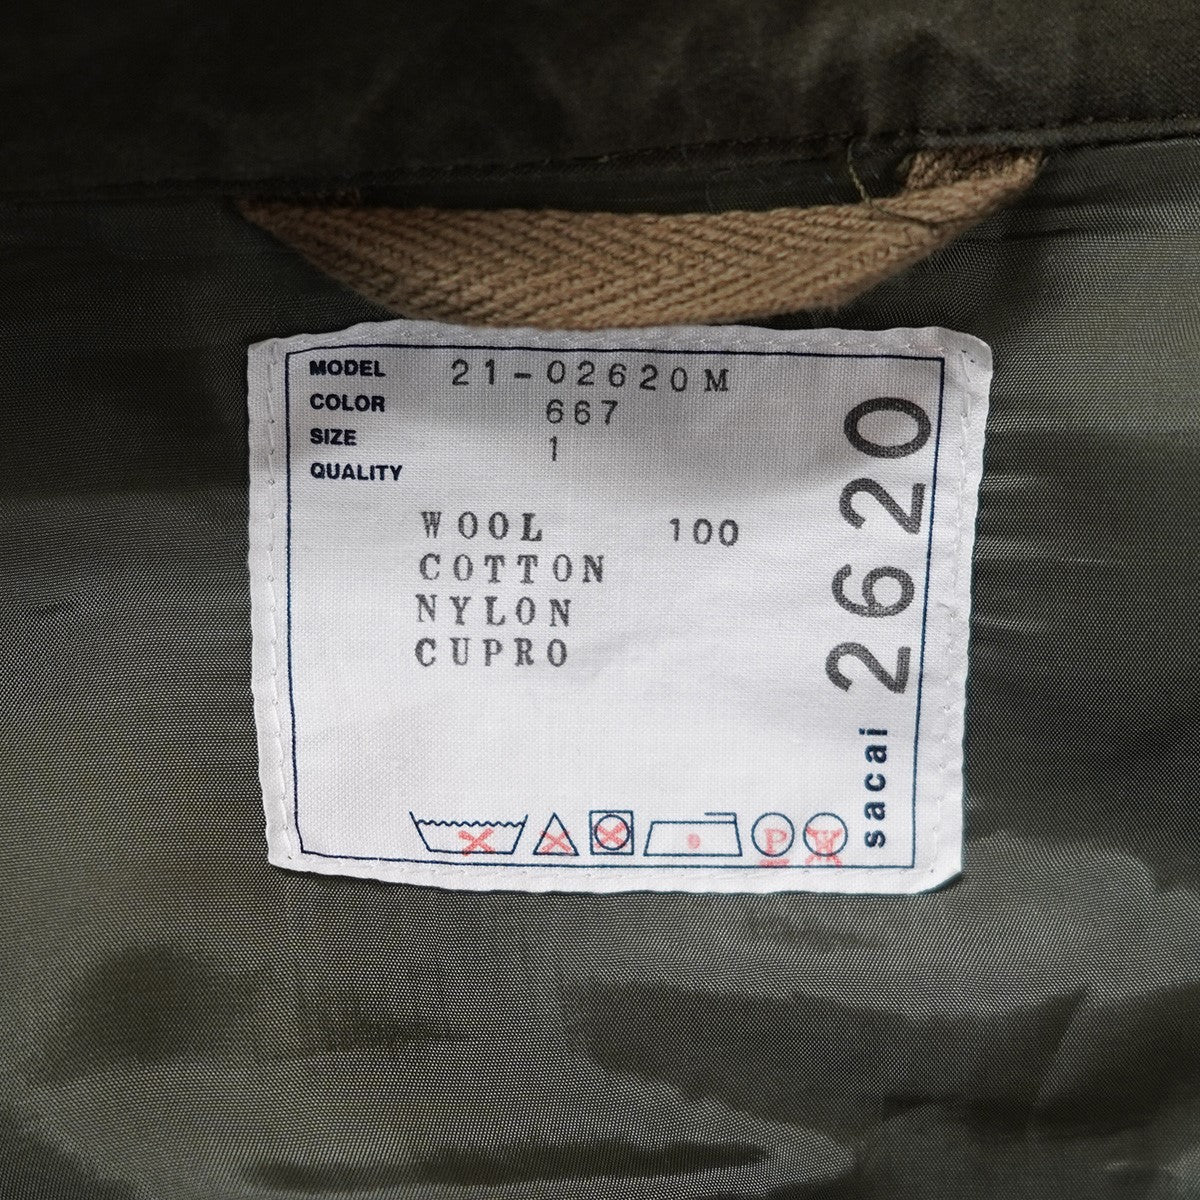 MODEL 21-02620M
COLOR 667
SIZE 1
QUALITY
WOOL 100
COTTON
NYLON
CUPRO
P
W
sacai 2620